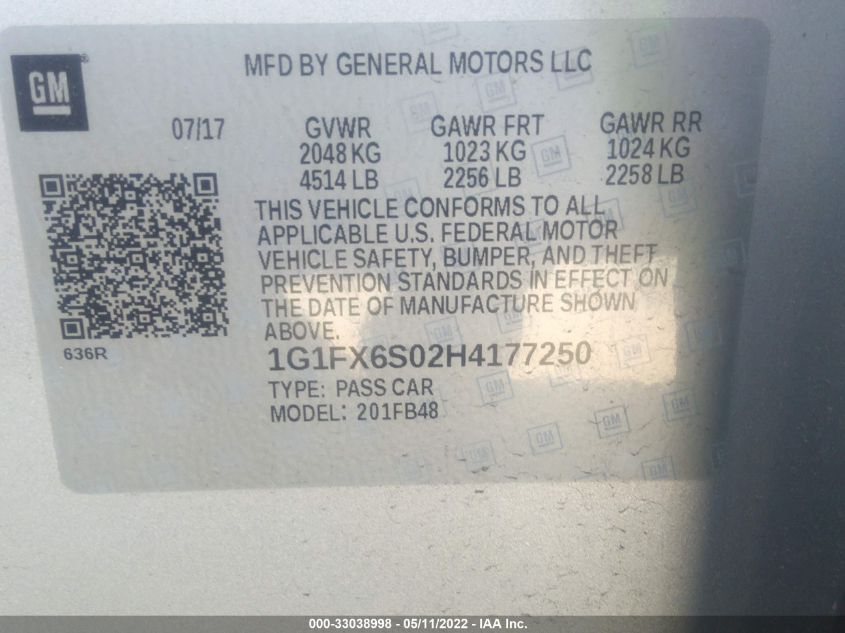 GM
MFD BY GENERAL MOTORS LLC
07/17 GVWR GAWR FRT GAWR RR
2048 KG 1023 KG 1024 KG
4514 LB 2256 LB 2258 LB
THIS VEHICLE CONFORMS TO ALL
APPLICABLE U.S. FEDERAL MOTOR
VEHICLE SAFETY, BUMPER, AND THEFT
PREVENTION STANDARDS IN EFFECT ON
THE DATE OF MANUFACTURE SHOWN
ABOVE.
636R
1G1FX6S02H4177250
TYPE: PASS CAR
MODEL: 201FB48
000-33038998 - 05/11/2022 - IAAI.com